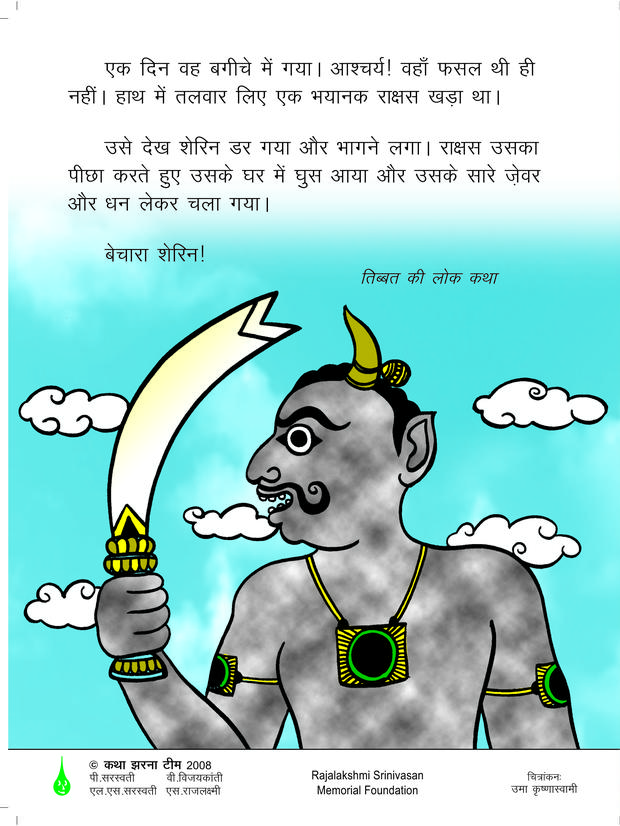 एक दिन वह बगीचे में गया। आश्चर्य! वहाँ फसल थी ही
नहीं। हाथ में तलवार लिए एक भयानक राक्षस खड़ा था।
उसे देख शेरिन डर गया और भागने लगा। राक्षस उसका
पीछा करते हुए उसके घर में घुस आया और उसके सारे ज़ेवर
और धन लेकर चला गया।
बेचारा शेरिन!
तिब्बत की लोक कथा
© कथा झरना टीम 2008
पी.सरस्वती वी.विजयकांती
एल.एस.सरस्वती एस.राजलक्ष्मी
Rajalakshmi Srinivasan
Memorial Foundation
चित्रांकनः
उमा कृष्णास्वामी